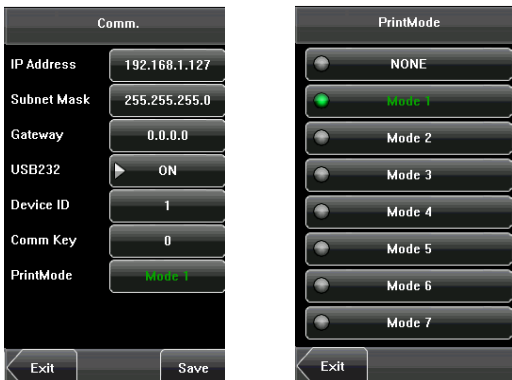 Comm.
IP Address 192.168.1.127
Subnet Mask 255.255.255.0
Gateway 0.0.0.0
USB232 ON
Device ID 1
Comm Key 0
PrintMode Mode 1
Exit Save
PrintMode
NONE
Mode 1
Mode 2
Mode 3
Mode 4
Mode 5
Mode 6
Mode 7
Exit